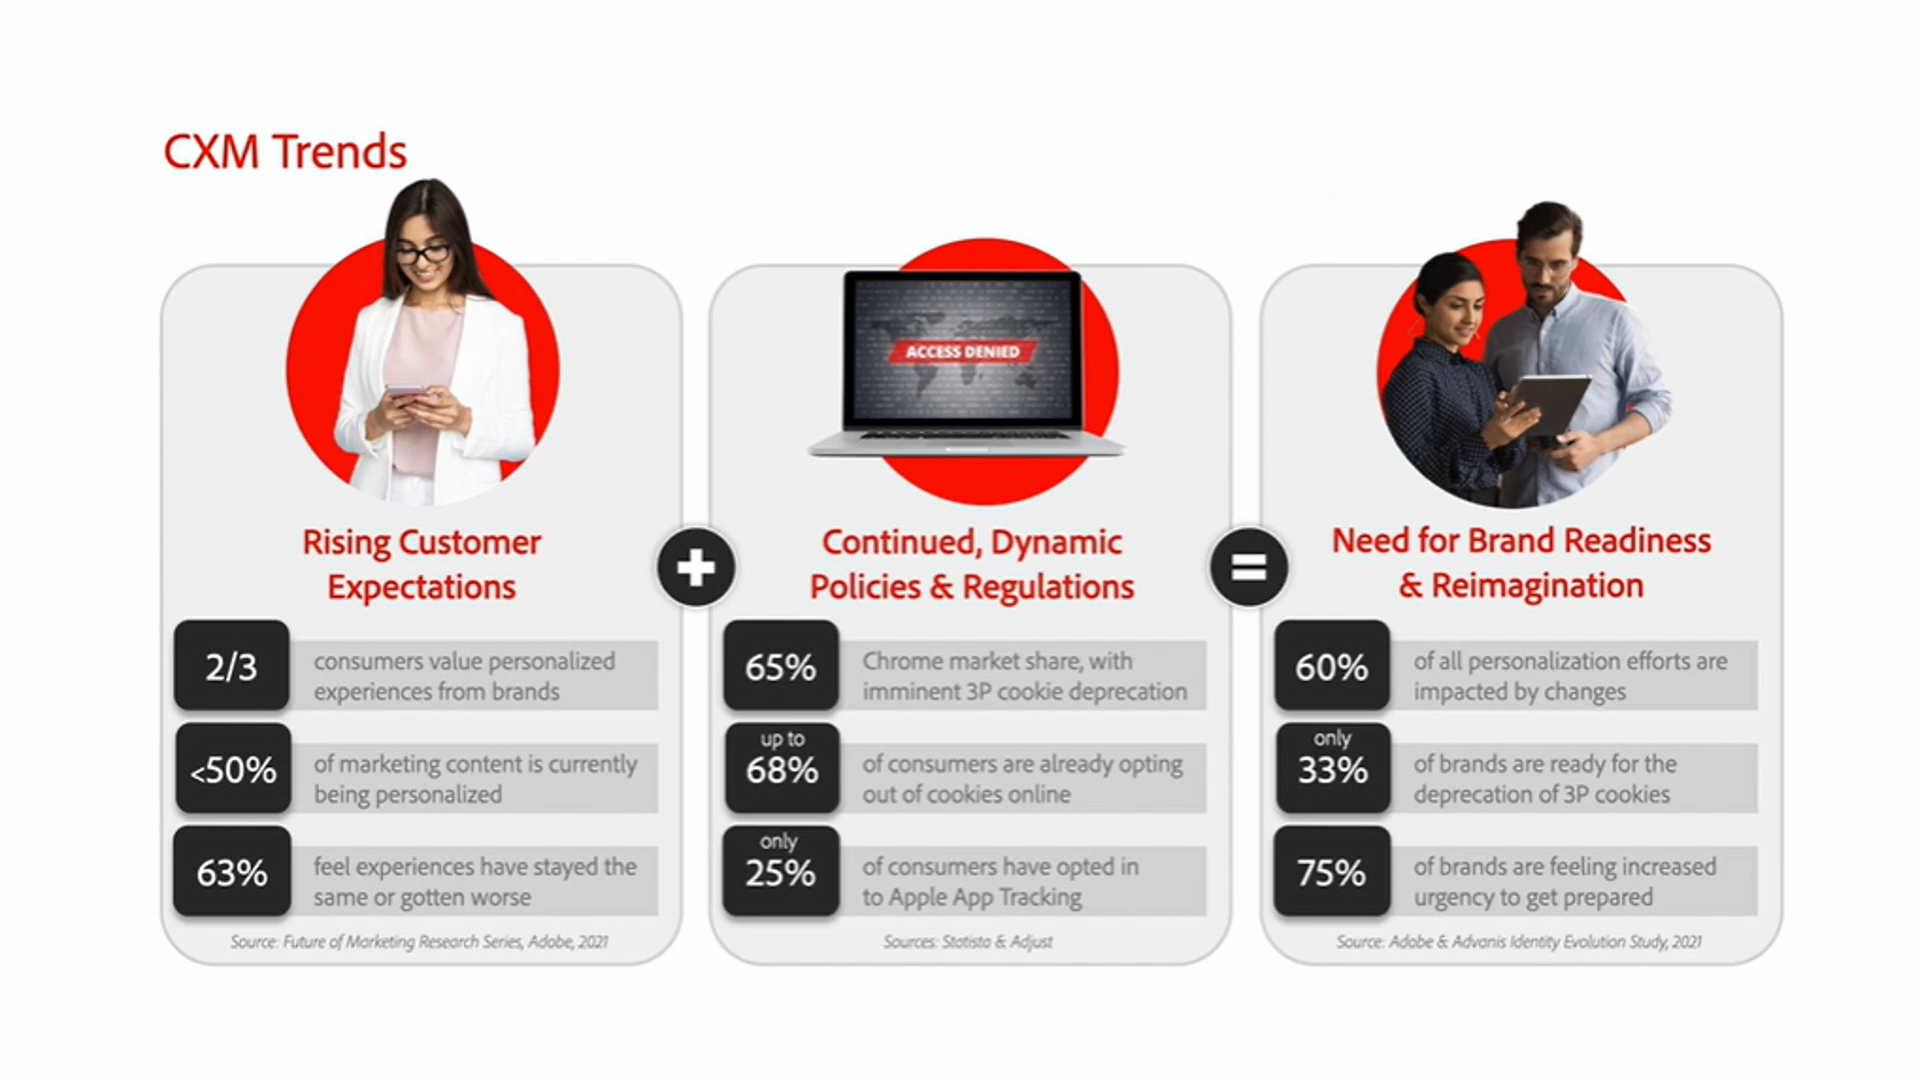 CXM Trends
ACCESS DENIED
Rising Customer
Expectations
2/3
consumers value personalized
experiences from brands
<50%
of marketing content is currently
being personalized
63%
feel experiences have stayed the
same or gotten worse
Source: Future of Marketing Research Series, Adobe, 2021
+
Continued, Dynamic
Policies & Regulations
65%
Chrome market share, with
imminent 3P cookie deprecation
up to
68%
of consumers are already opting
out of cookies online
only
25%
of consumers have opted in
to Apple App Tracking
Sources: Statista & Adjust
=
Need for Brand Readiness
& Reimagination
60%
of all personalization efforts are
impacted by changes
only
33%
of brands are ready for the
deprecation of 3P cookies
75%
of brands are feeling increased
urgency to get prepared
Source: Adobe & Advanis Identity Evolution Study, 2021